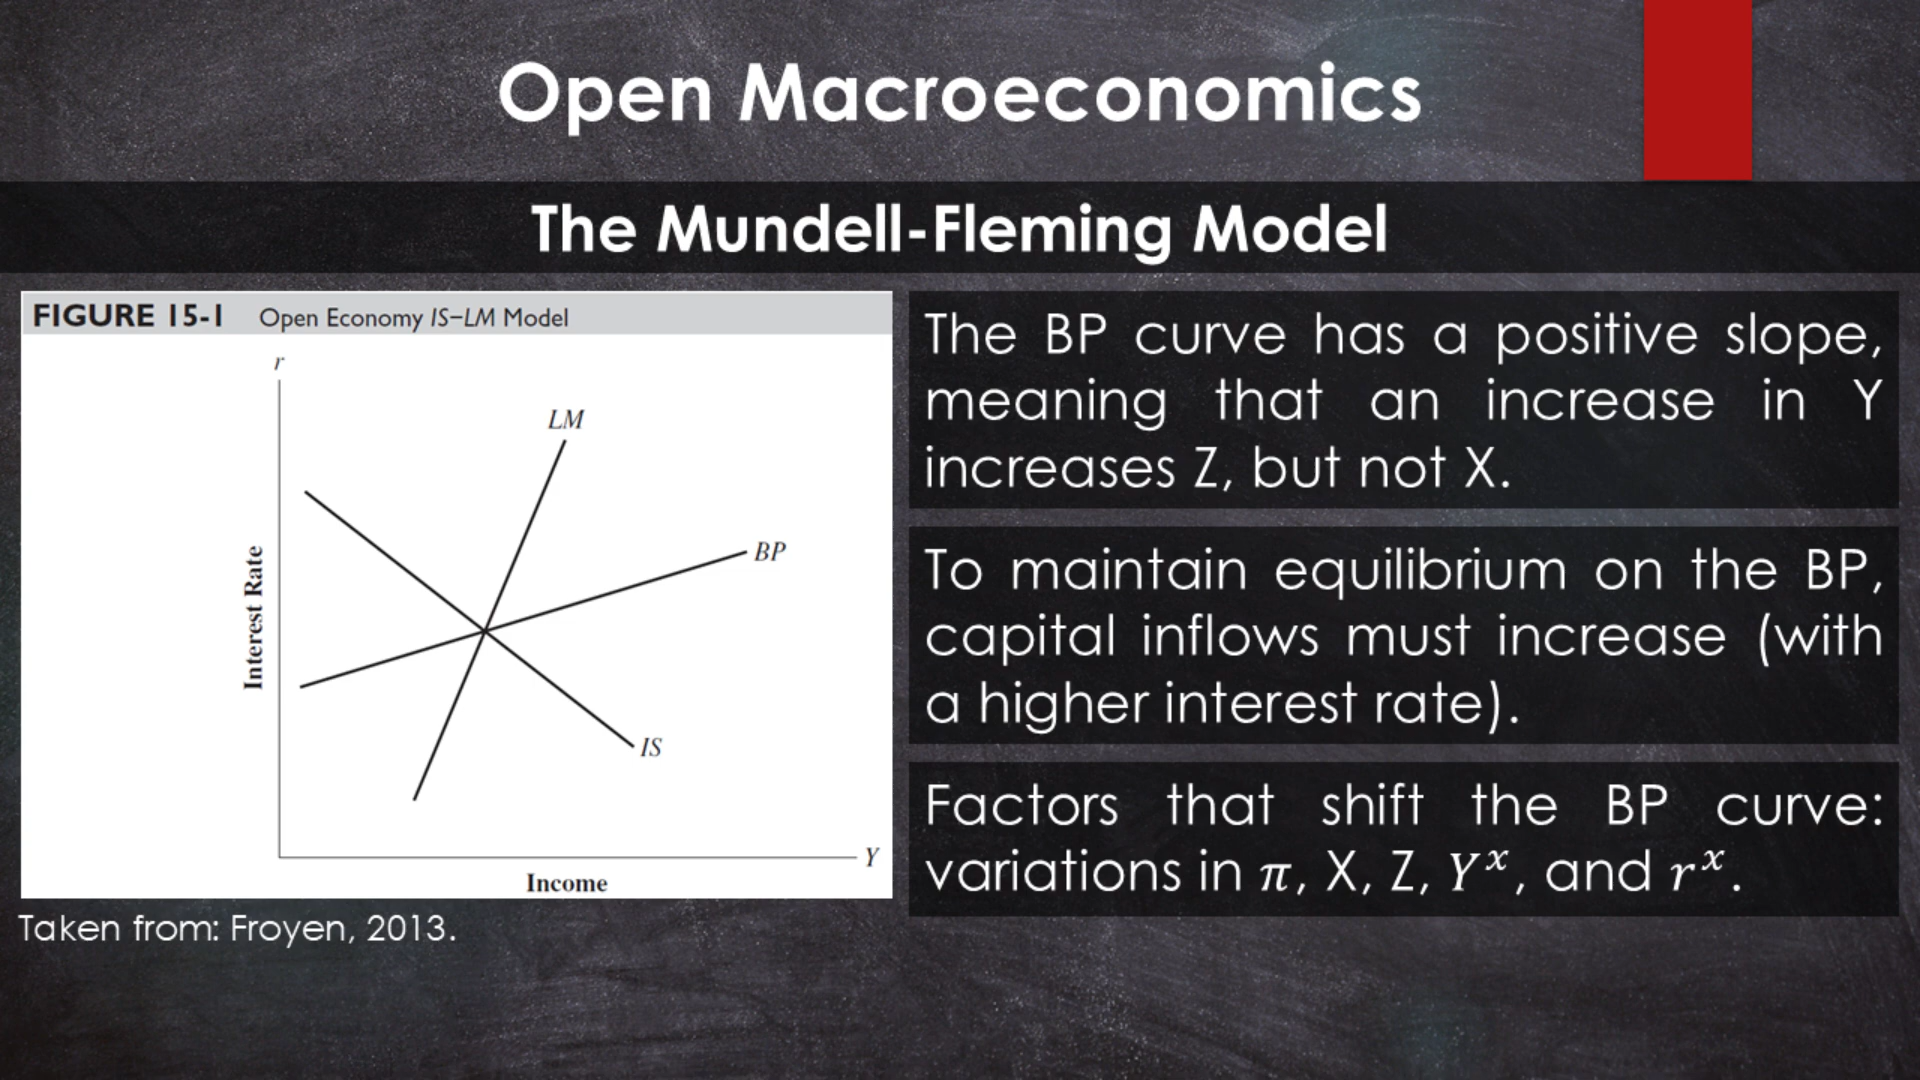 Open Macroeconomics
The Mundell-Fleming Model
FIGURE 15-1 Open Economy IS–LM Model
r
LM
BP
Interest Rate
IS
Y
Income
Taken from: Froyen, 2013.
The BP curve has a positive slope,
meaning that an increase in Y
increases Z, but not X.
To maintain equilibrium on the BP,
capital inflows must increase (with
a higher interest rate).
Factors that shift the BP curve:
variations in π, X, Z, Yˣ, and rˣ.